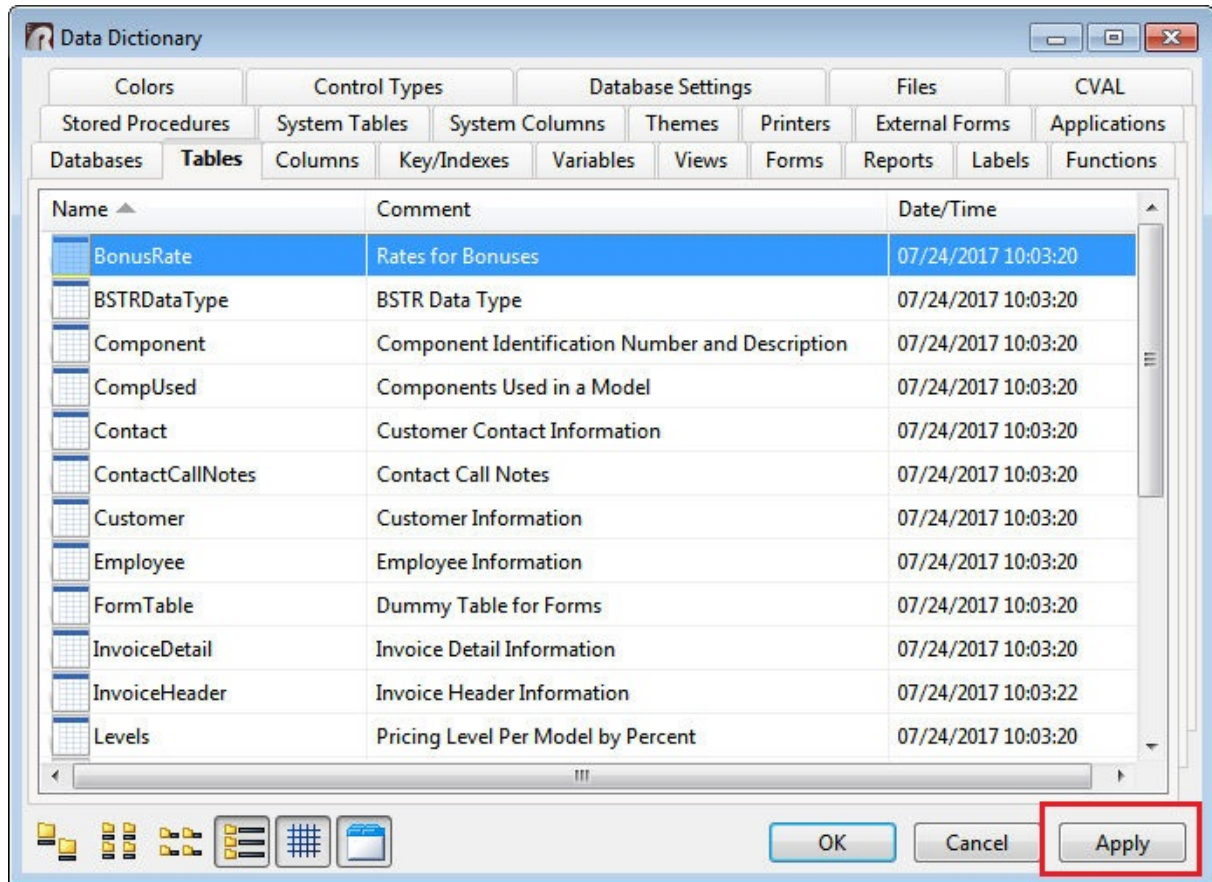 Data Dictionary
Colors Control Types Database Settings Files CVAL
Stored Procedures System Tables System Columns Themes Printers External Forms Applications
Databases Tables Columns Key/Indexes Variables Views Forms Reports Labels Functions
Name Comment Date/Time
BonusRate Rates for Bonuses 07/24/2017 10:03:20
BSTRDataType BSTR Data Type 07/24/2017 10:03:20
Component Component Identification Number and Description 07/24/2017 10:03:20
CompUsed Components Used in a Model 07/24/2017 10:03:20
Contact Customer Contact Information 07/24/2017 10:03:20
ContactCallNotes Contact Call Notes 07/24/2017 10:03:20
Customer Customer Information 07/24/2017 10:03:20
Employee Employee Information 07/24/2017 10:03:20
FormTable Dummy Table for Forms 07/24/2017 10:03:20
InvoiceDetail Invoice Detail Information 07/24/2017 10:03:20
InvoiceHeader Invoice Header Information 07/24/2017 10:03:22
Levels Pricing Level Per Model by Percent 07/24/2017 10:03:20
OK Cancel Apply